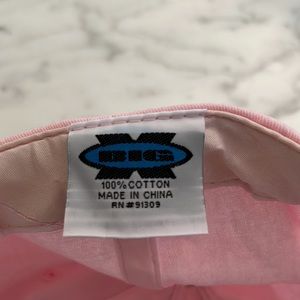 BIG
X
100% COTTON
MADE IN CHINA
RN#91309